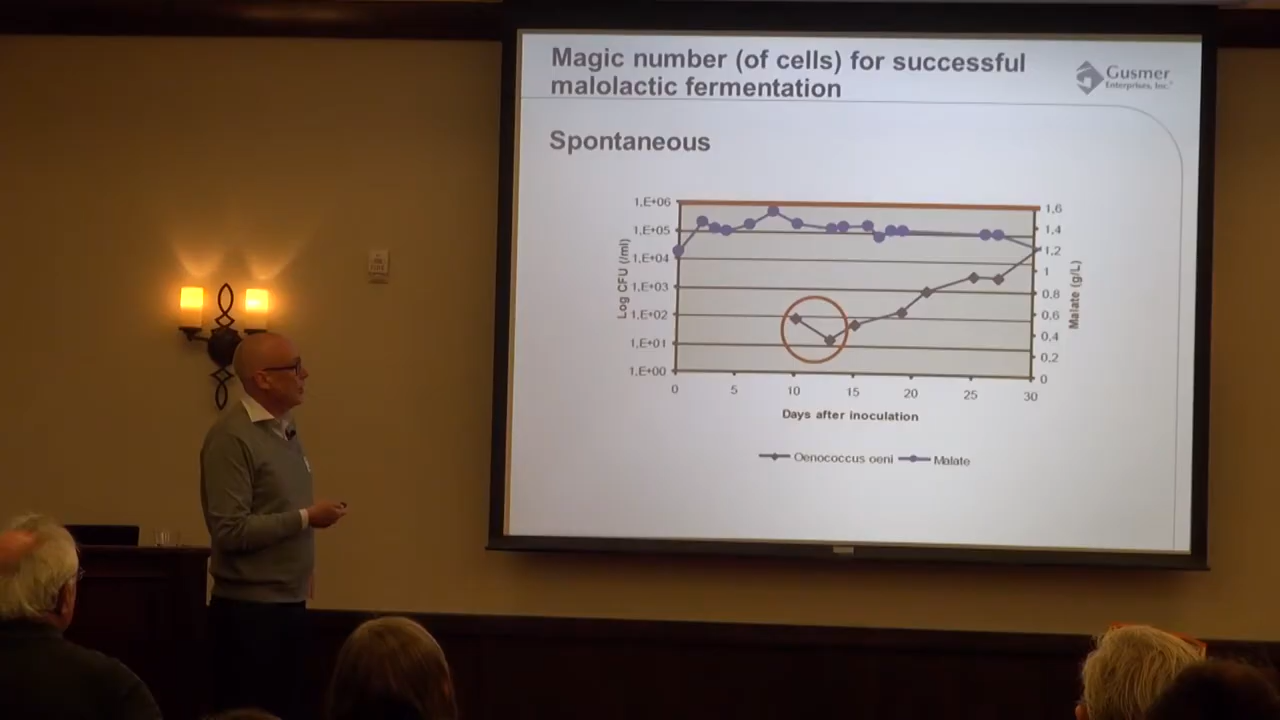 Magic number (of cells) for successful
malolactic fermentation
Gusmer
Enterprises, Inc.
Spontaneous
Log CFU (/ml)
1,E+06
1,E+05
1,E+04
1,E+03
1,E+02
1,E+01
1,E+00
1,6
1,4
1,2
1
0,8
0,6
0,4
0,2
0
Malate (g/L)
0 5 10 15 20 25 30
Days after inoculation
Oenococcus oeni Malate